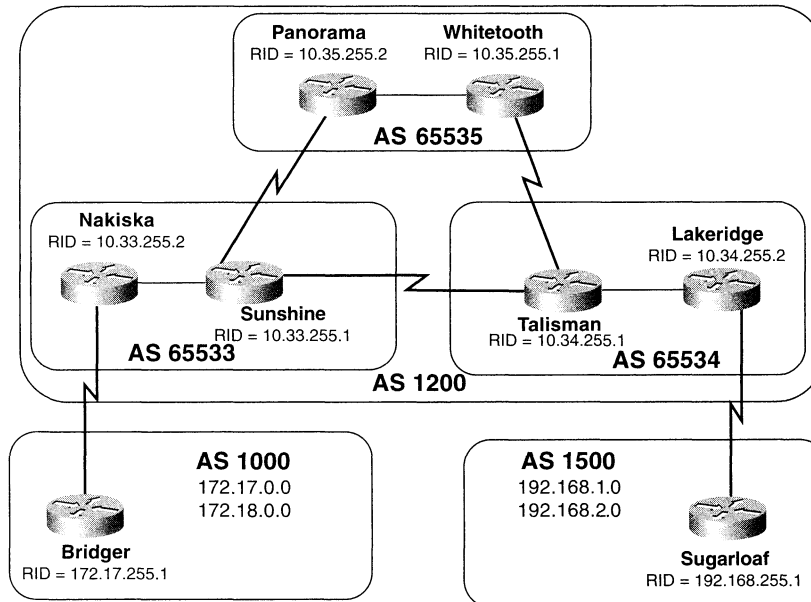 Panorama
RID = 10.35.255.2
Whitetooth
RID = 10.35.255.1
AS 65535
Nakiska
RID = 10.33.255.2
Sunshine
RID = 10.33.255.1
AS 65533
Lakeridge
RID = 10.34.255.2
Talisman
RID = 10.34.255.1
AS 65534
AS 1200
AS 1000
172.17.0.0
172.18.0.0
Bridger
RID = 172.17.255.1
AS 1500
192.168.1.0
192.168.2.0
Sugarloaf
RID = 192.168.255.1